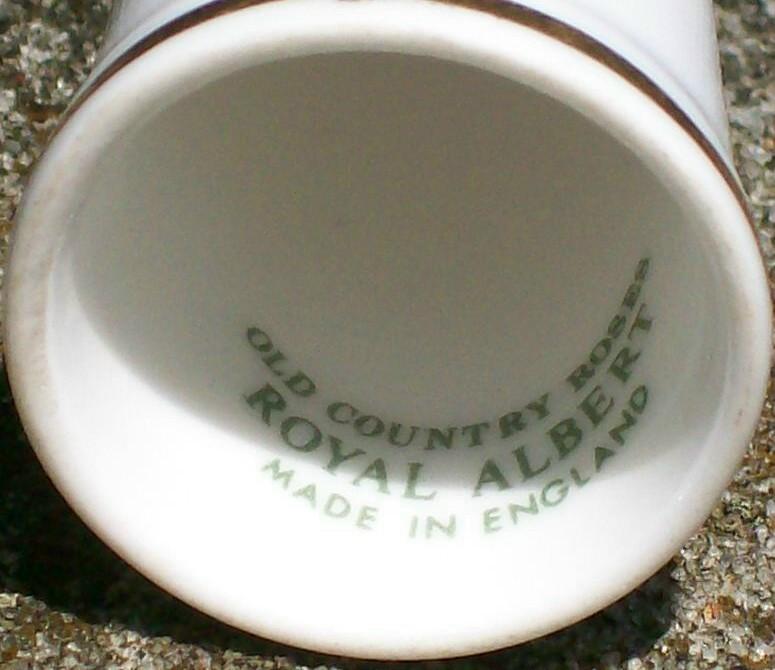 OLD COUNTRY ROSES
ROYAL ALBERT
MADE IN ENGLAND